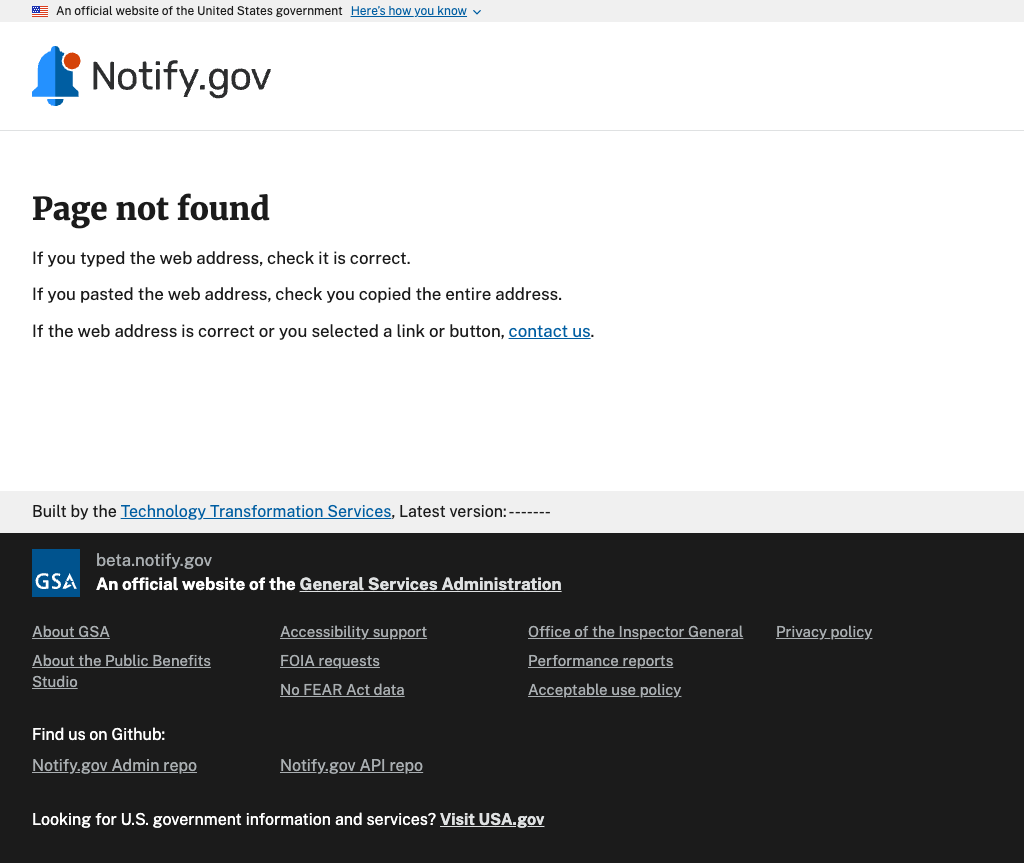 An official website of the United States government Here's how you know
Notify.gov
Page not found
If you typed the web address, check it is correct.
If you pasted the web address, check you copied the entire address.
If the web address is correct or you selected a link or button, contact us.
Built by the Technology Transformation Services, Latest version:-------
GSA
beta.notify.gov
An official website of the General Services Administration
About GSA
About the Public Benefits
Studio
Accessibility support
FOIA requests
No FEAR Act data
Office of the Inspector General
Performance reports
Acceptable use policy
Privacy policy
Find us on Github:
Notify.gov Admin repo
Notify.gov API repo
Looking for U.S. government information and services? Visit USA.gov